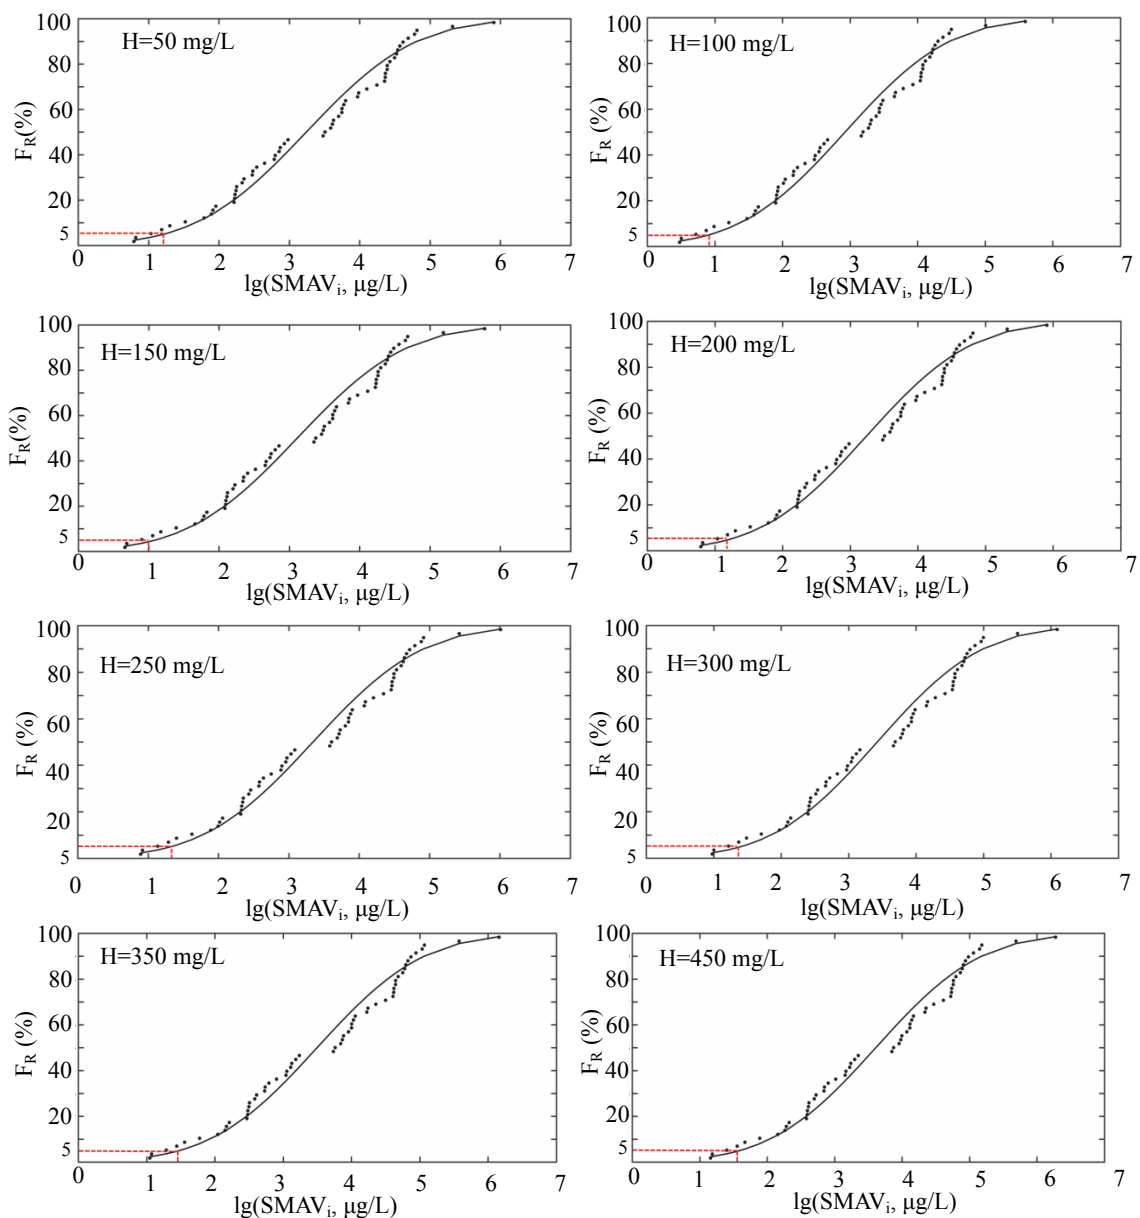 100
80
60
40
20
5
F_R(%)
H=50 mg/L
0 1 2 3 4 5 6 7
lg(SMAV_i, μg/L)
100
80
60
40
20
5
F_R (%)
H=100 mg/L
0 1 2 3 4 5 6 7
lg(SMAV_i, μg/L)
100
80
60
40
20
5
F_R(%)
H=150 mg/L
0 1 2 3 4 5 6 7
lg(SMAV_i, μg/L)
100
80
60
40
20
5
F_R (%)
H=200 mg/L
0 1 2 3 4 5 6 7
lg(SMAV_i, μg/L)
100
80
60
40
20
5
F_R (%)
H=250 mg/L
0 1 2 3 4 5 6 7
lg(SMAV_i, μg/L)
100
80
60
40
20
5
F_R (%)
H=300 mg/L
0 1 2 3 4 5 6 7
lg(SMAV_i, μg/L)
100
80
60
40
20
5
F_R (%)
H=350 mg/L
0 1 2 3 4 5 6 7
lg(SMAV_i, μg/L)
100
80
60
40
20
5
F_R (%)
H=450 mg/L
0 1 2 3 4 5 6 7
lg(SMAV_i, μg/L)